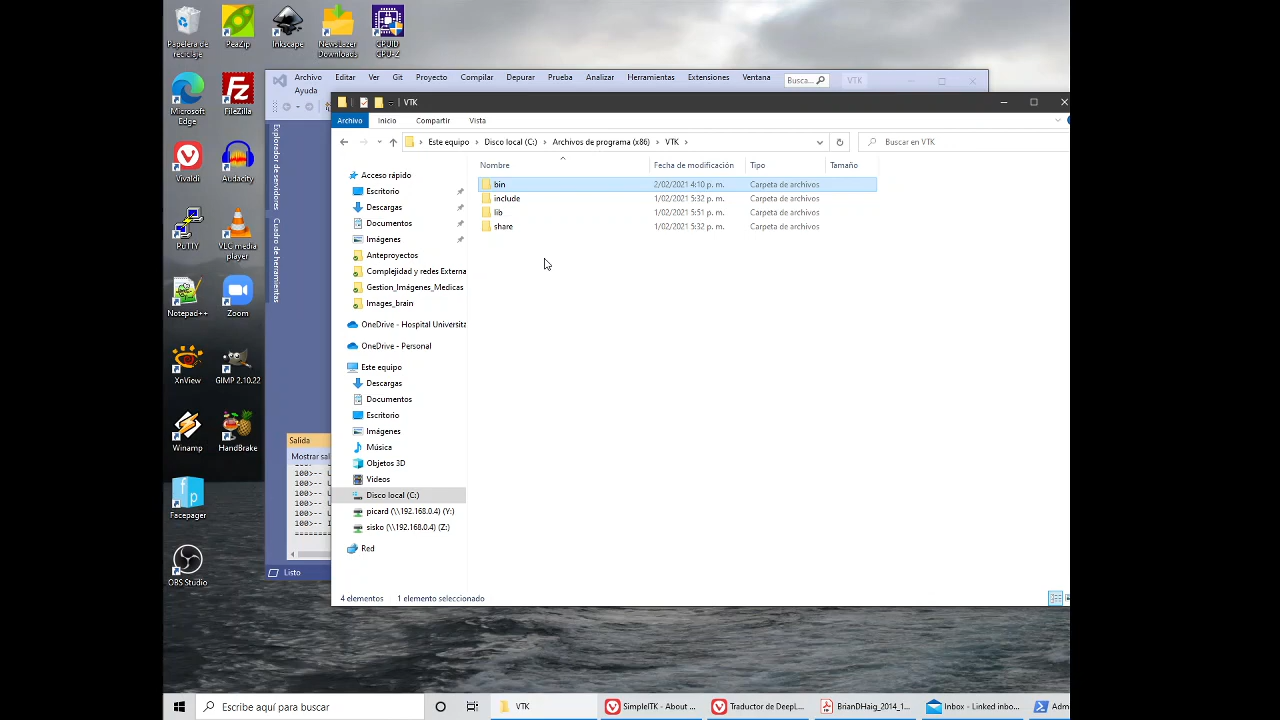 Papelera de reciclaje
PeaZip
Inkscape
NewsLazer Downloads
CPUID CPU-Z
Archivo Editar Ver Git Proyecto Compilar Depurar Prueba Analizar Herramientas Extensiones Ventana Busca... VTK
Ayuda
VTK
Archivo Inicio Compartir Vista
Este equipo > Disco local (C:) > Archivos de programa (x86) > VTK >
Buscar en VTK
Nombre Fecha de modificación Tipo Tamaño
bin 2/02/2021 4:10 p. m. Carpeta de archivos
include 1/02/2021 5:32 p. m. Carpeta de archivos
lib 1/02/2021 5:51 p. m. Carpeta de archivos
share 1/02/2021 5:32 p. m. Carpeta de archivos
Acceso rápido
Escritorio
Descargas
Documentos
Imágenes
Anteproyectos
Complejidad y redes Externa
Gestion_Imágenes_Medicas
Images_brain
OneDrive - Hospital Universita
OneDrive - Personal
Este equipo
Descargas
Documentos
Escritorio
Imágenes
Música
Objetos 3D
Vídeos
Disco local (C:)
picard (\\192.168.0.4) (Y:)
sisko (\\192.168.0.4) (Z:)
Red
4 elementos 1 elemento seleccionado
Microsoft Edge
FileZilla
Vivaldi
Audacity
PuTTY
VLC media player
Notepad++
Zoom
XnView
GIMP 2.10.22
Winamp
HandBrake
Facepager
OBS Studio
Explorador de servidores
Cuadro de herramientas
Salida
Mostrar sal
100>-- U
100>-- U
100>-- U
100>-- U
100>-- U
100>-- I
Listo
Escribe aquí para buscar
VTK
SimpleITK - About ...
Traductor de DeepL...
BrianDHaig_2014_1...
Inbox - Linked inbo...
Adm